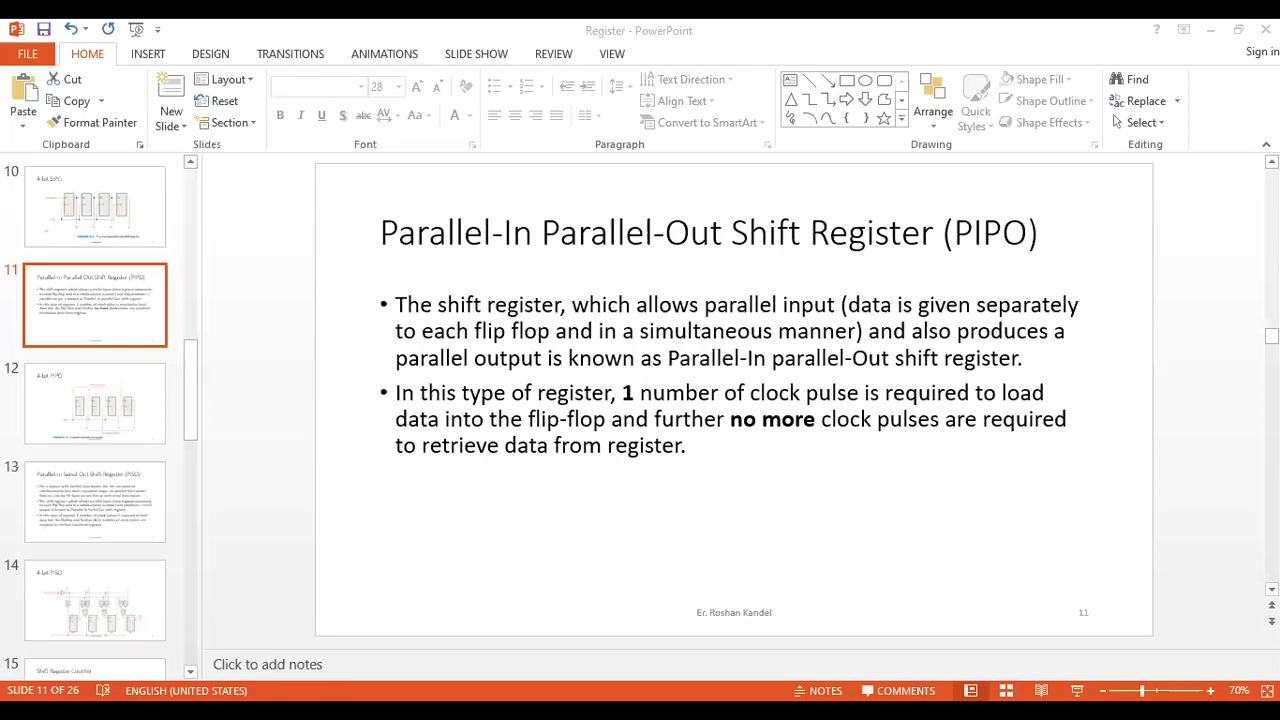 Register - PowerPoint
Sign in
FILE HOME INSERT DESIGN TRANSITIONS ANIMATIONS SLIDE SHOW REVIEW VIEW
Cut
Copy
Format Painter
Paste
Clipboard
New
Slide
Layout
Reset
Section
Slides
28
Font
Text Direction
Align Text
Convert to SmartArt
Paragraph
Arrange
Quick
Styles
Shape Fill
Shape Outline
Shape Effects
Drawing
Find
Replace
Select
Editing
10
4-bit SIPO
11
Parallel-In Parallel-Out Shift Register (PIPO)
12
4-bit PIPO
13
Parallel-In Serial-Out Shift Register (PISO)
14
4-bit PISO
15
Shift Register Counter
Parallel-In Parallel-Out Shift Register (PIPO)
• The shift register, which allows parallel input (data is given separately
to each flip flop and in a simultaneous manner) and also produces a
parallel output is known as Parallel-In parallel-Out shift register.
• In this type of register, 1 number of clock pulse is required to load
data into the flip-flop and further no more clock pulses are required
to retrieve data from register.
Er. Roshan Kandel
11
Click to add notes
SLIDE 11 OF 26 ENGLISH (UNITED STATES) NOTES COMMENTS 70%